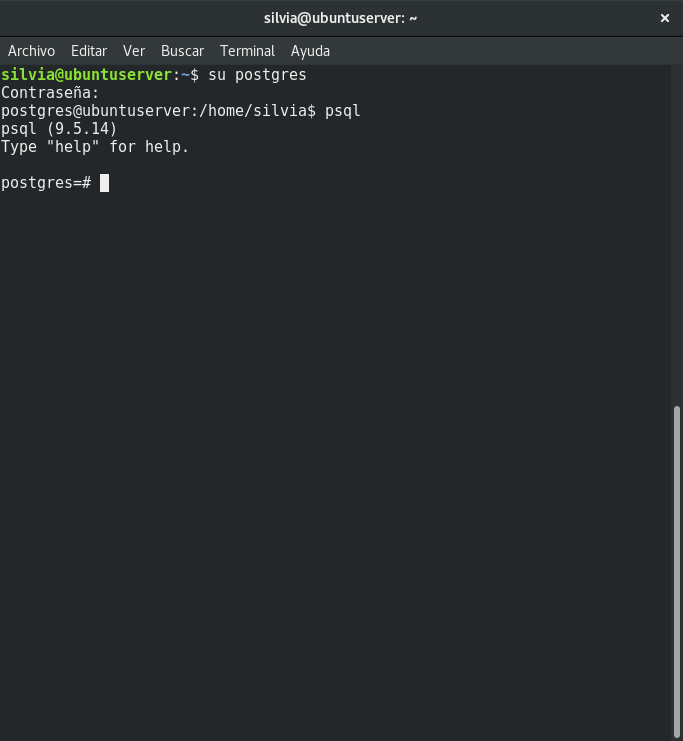 silvia@ubuntuserver: ~
Archivo Editar Ver Buscar Terminal Ayuda
silvia@ubuntuserver:~$ su postgres
Contraseña:
postgres@ubuntuserver:/home/silvia$ psql
psql (9.5.14)
Type "help" for help.
postgres=#